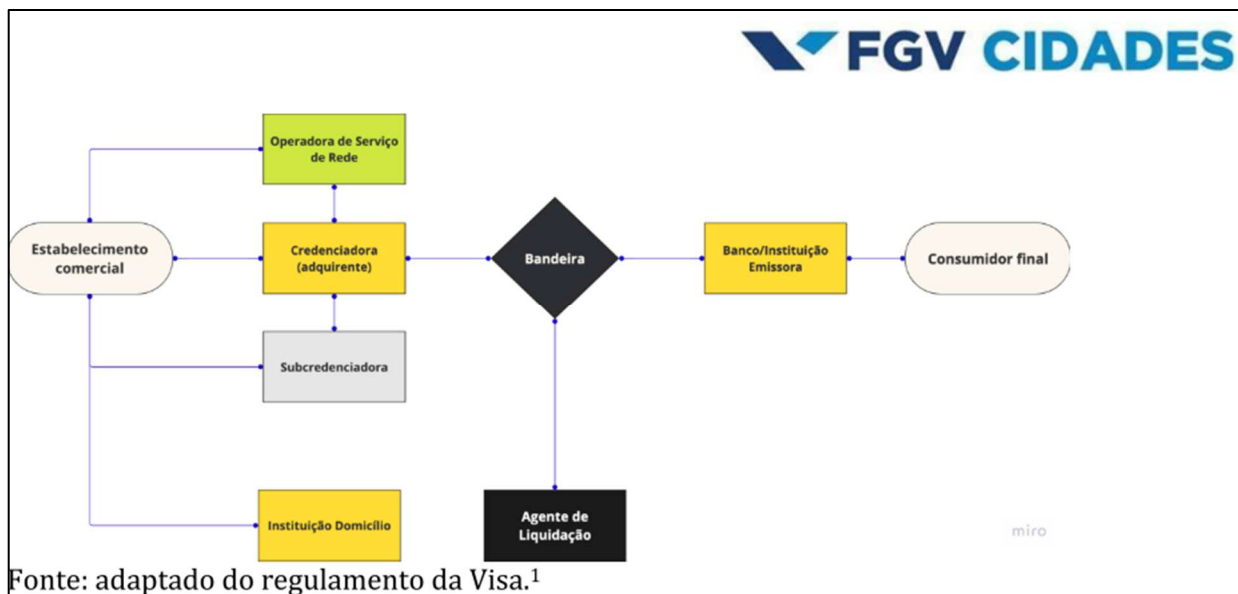 FGV CIDADES
Operadora de Serviço
de Rede
Estabelecimento
comercial
Credenciadora
(adquirente)
Bandeira
Banco/Instituição
Emissora
Consumidor final
Subcredenciadora
Instituição Domicílio
Agente de
Liquidação
miro
Fonte: adaptado do regulamento da Visa.¹